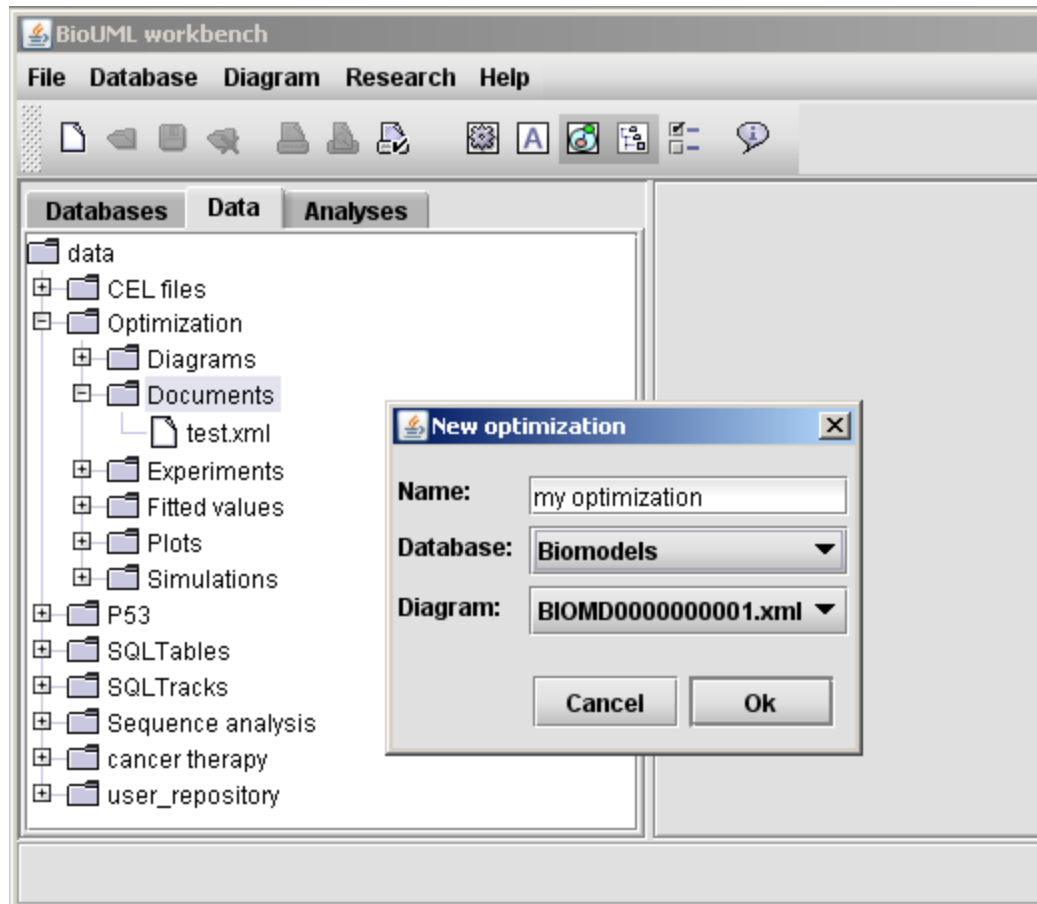 BioUML workbench
File Database Diagram Research Help
A
Databases Data Analyses
data
CEL files
Optimization
Diagrams
Documents
test.xml
Experiments
Fitted values
Plots
Simulations
P53
SQLTables
SQLTracks
Sequence analysis
cancer therapy
user_repository
New optimization
Name: my optimization
Database: Biomodels
Diagram: BIOMD0000000001.xml
Cancel Ok